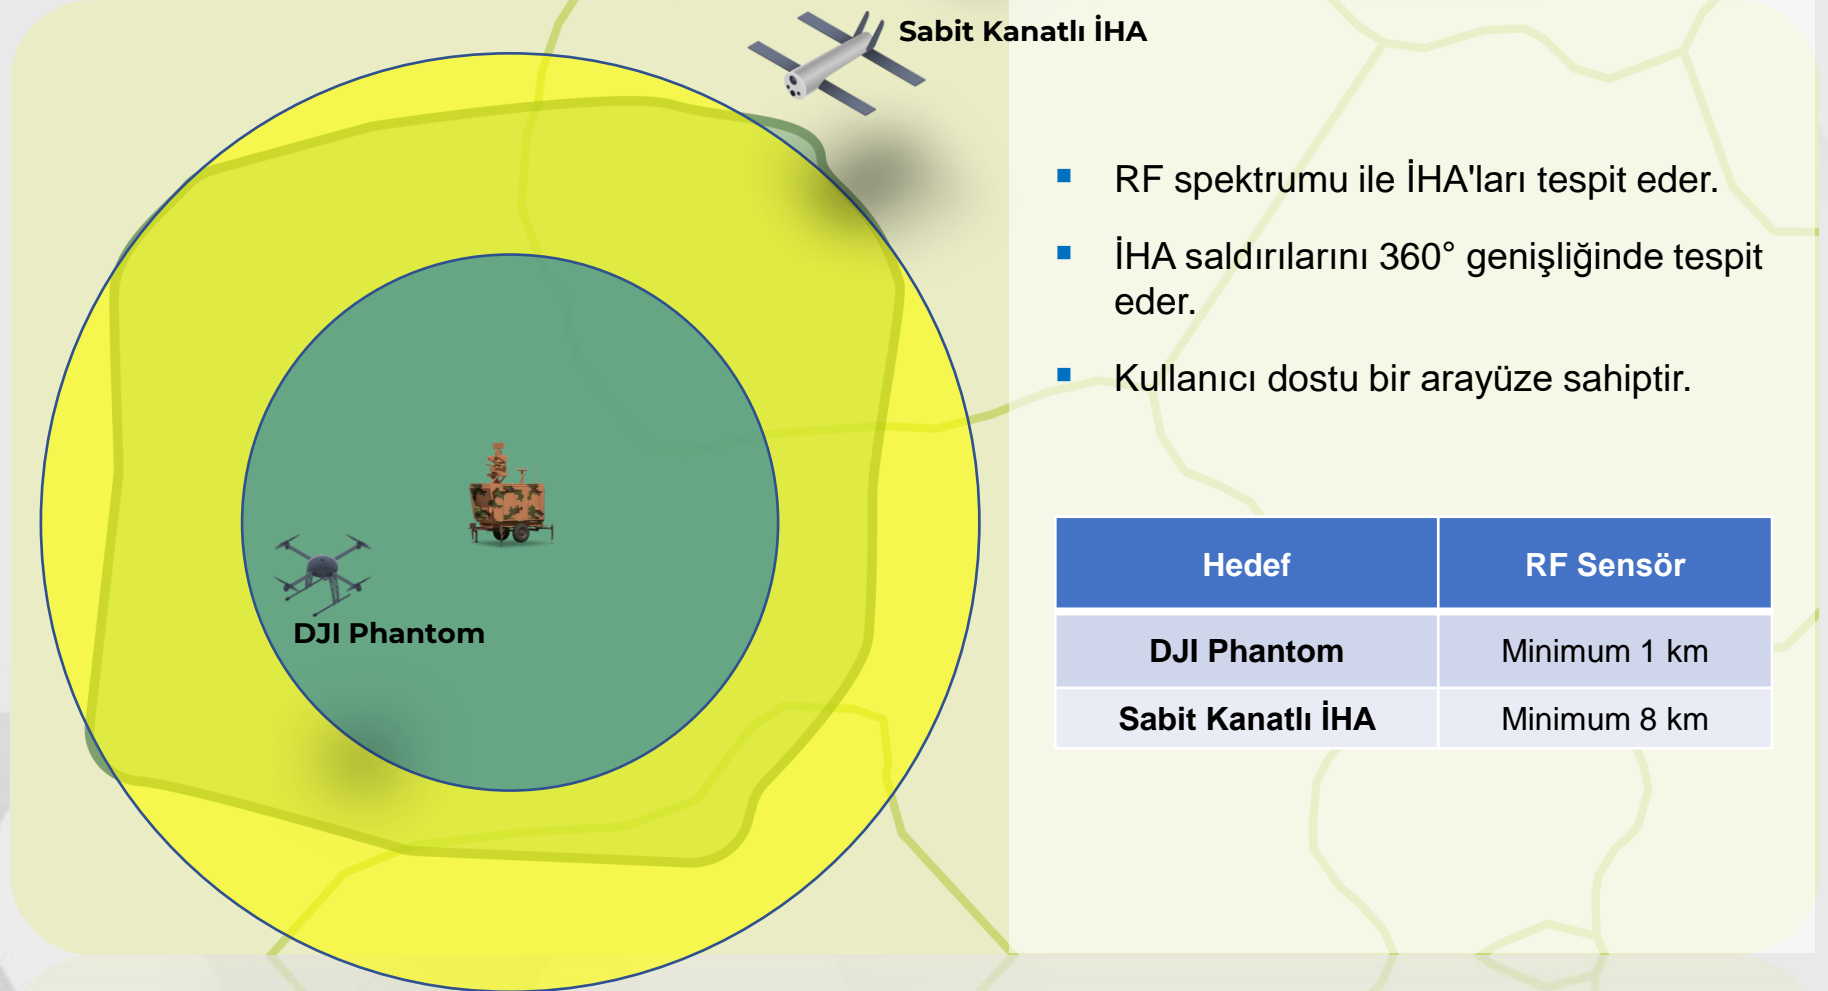 Sabit Kanatlı İHA
RF spektrumu ile İHA'ları tespit eder.
İHA saldırılarını 360° genişliğinde tespit
eder.
Kullanıcı dostu bir arayüze sahiptir.
DJI Phantom
Hedef
RF Sensör
DJI Phantom
Minimum 1 km
Sabit Kanatlı İHA
Minimum 8 km